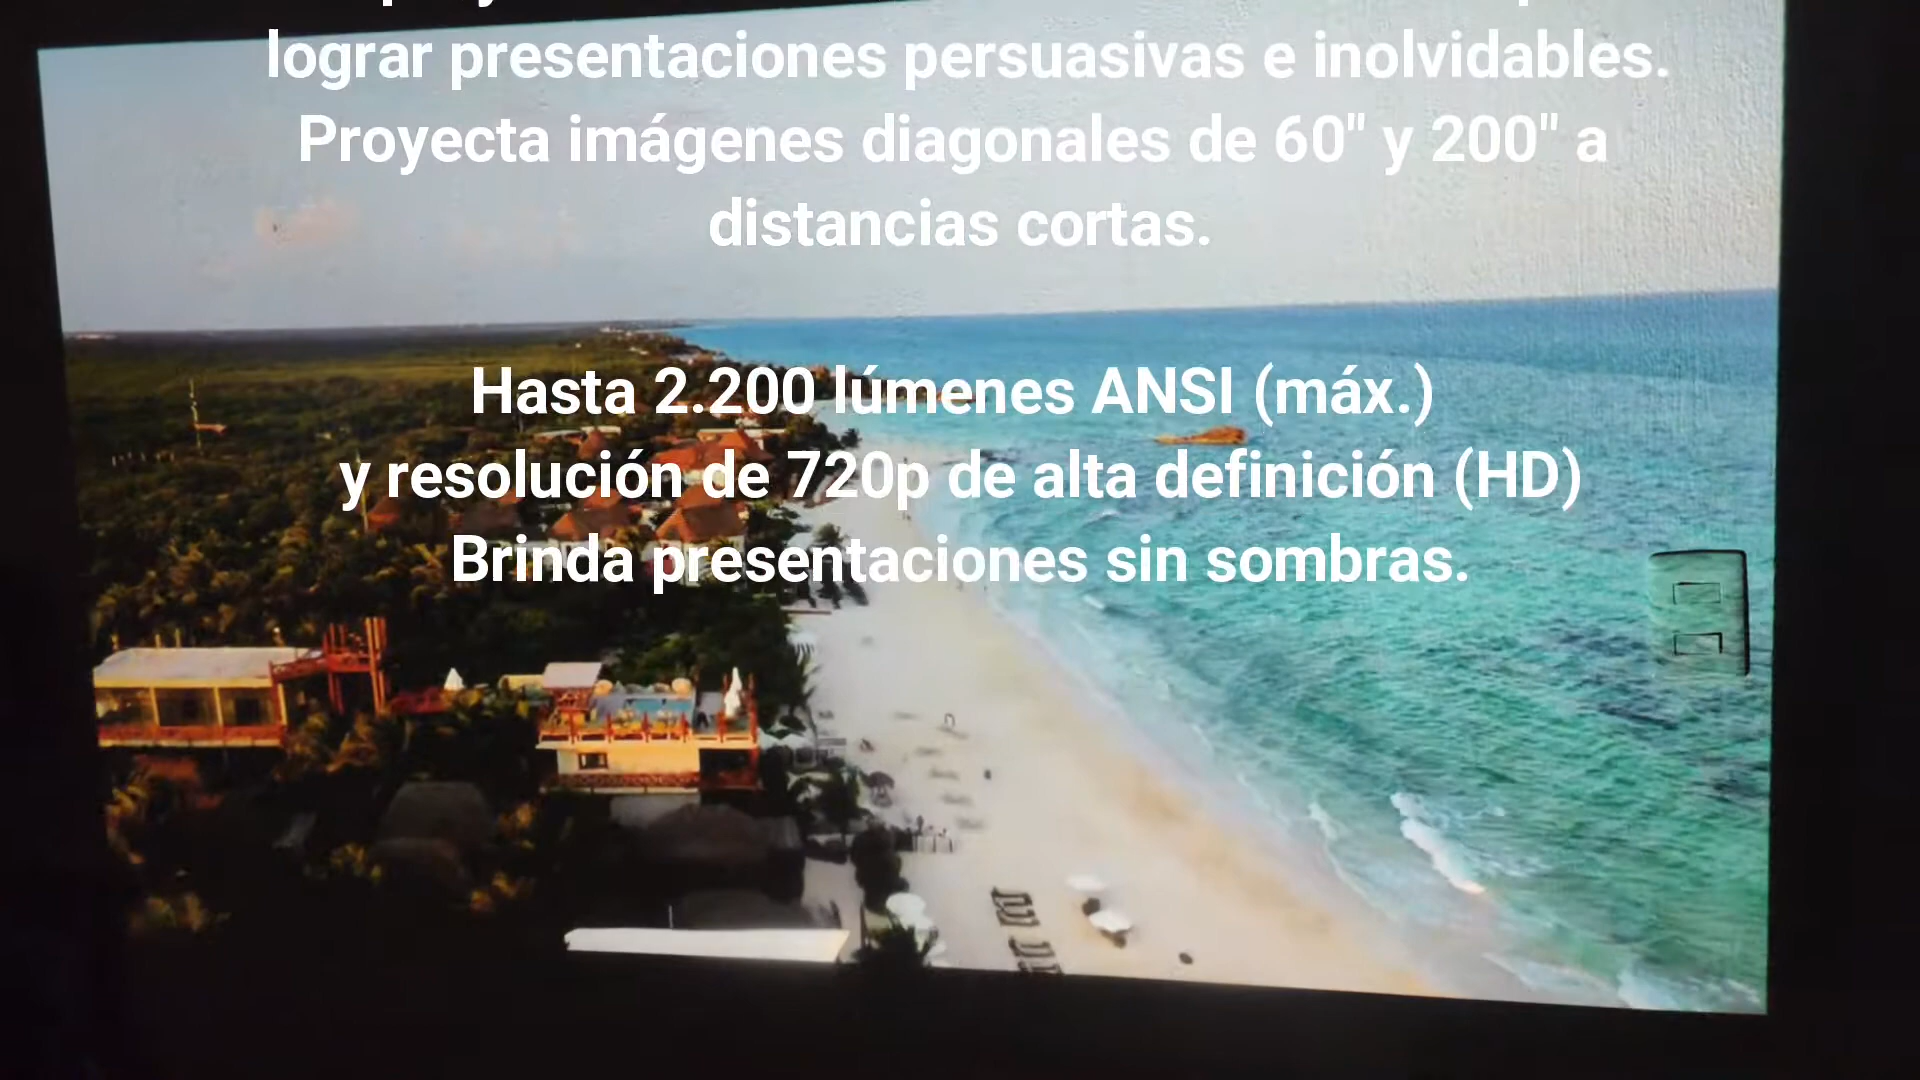 lograr presentaciones persuasivas e inolvidables.
Proyecta imágenes diagonales de 60" y 200" a
distancias cortas.
Hasta 2.200 lúmenes ANSI (máx.)
y resolución de 720p de alta definición (HD)
Brinda presentaciones sin sombras.